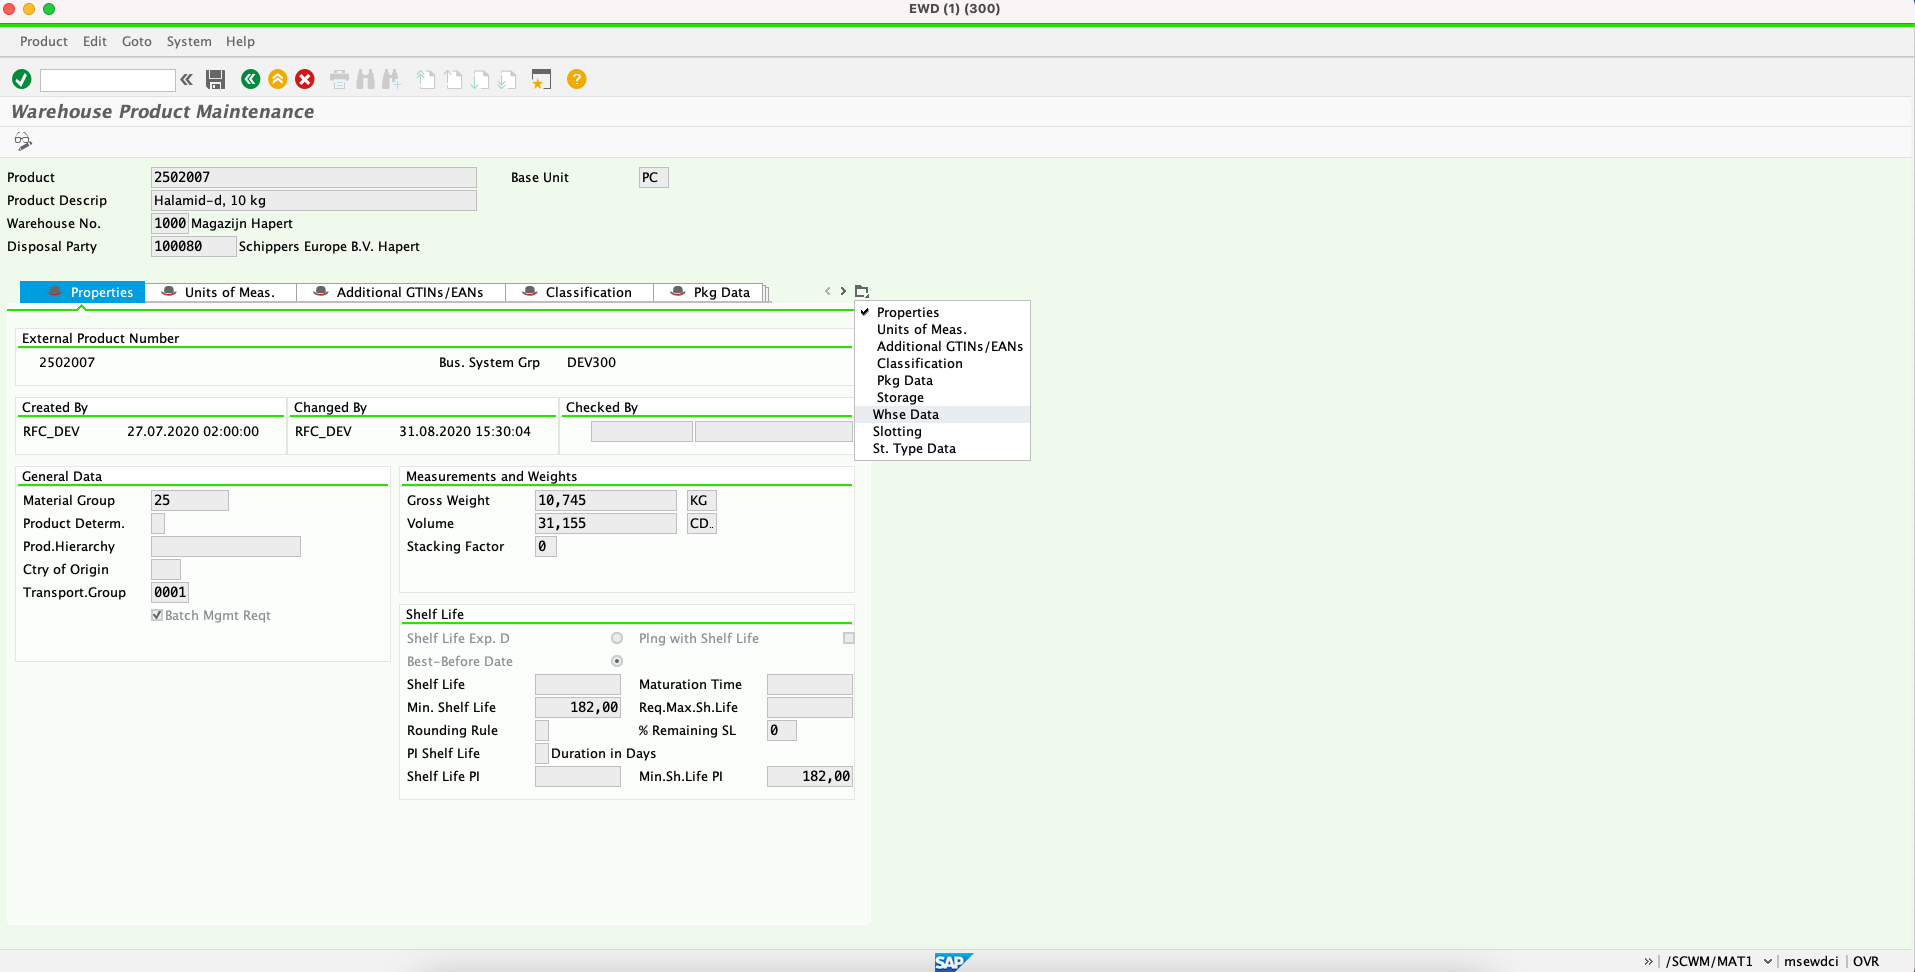 EWD (1) (300)
Product Edit Goto System Help
Warehouse Product Maintenance
Product 2502007 Base Unit PC
Product Descrip Halamid-d, 10 kg
Warehouse No. 1000 Magazijn Hapert
Disposal Party 100080 Schippers Europe B.V. Hapert
Properties Units of Meas. Additional GTINs/EANs Classification Pkg Data
Properties
Units of Meas.
Additional GTINs/EANs
Classification
Pkg Data
Storage
Whse Data
Slotting
St. Type Data
External Product Number
2502007 Bus. System Grp DEV300
Created By Changed By Checked By
RFC_DEV 27.07.2020 02:00:00 RFC_DEV 31.08.2020 15:30:04
General Data
Material Group 25
Product Determ.
Prod.Hierarchy
Ctry of Origin
Transport.Group 0001
Batch Mgmt Reqt
Measurements and Weights
Gross Weight 10,745 KG
Volume 31,155 CD..
Stacking Factor 0
Shelf Life
Shelf Life Exp. D Plng with Shelf Life
Best-Before Date
Shelf Life Maturation Time
Min. Shelf Life 182,00 Req.Max.Sh.Life
Rounding Rule % Remaining SL 0
PI Shelf Life Duration in Days
Shelf Life PI Min.Sh.Life PI 182,00
SAP
» /SCWM/MAT1 msewdci OVR